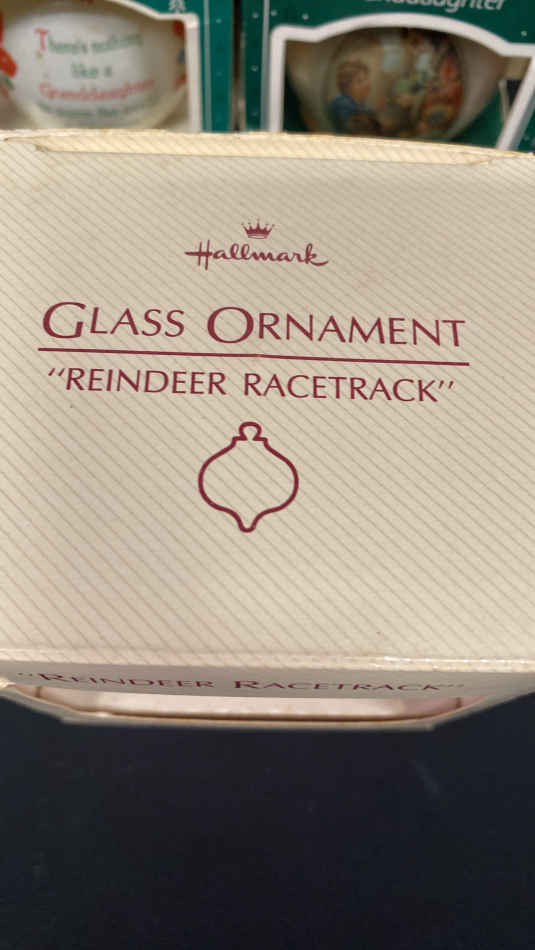 There's nothing
like a
Granddaughter
Hallmark
GLASS ORNAMENT
"REINDEER RACETRACK"
"REINDEER RACETRACK"